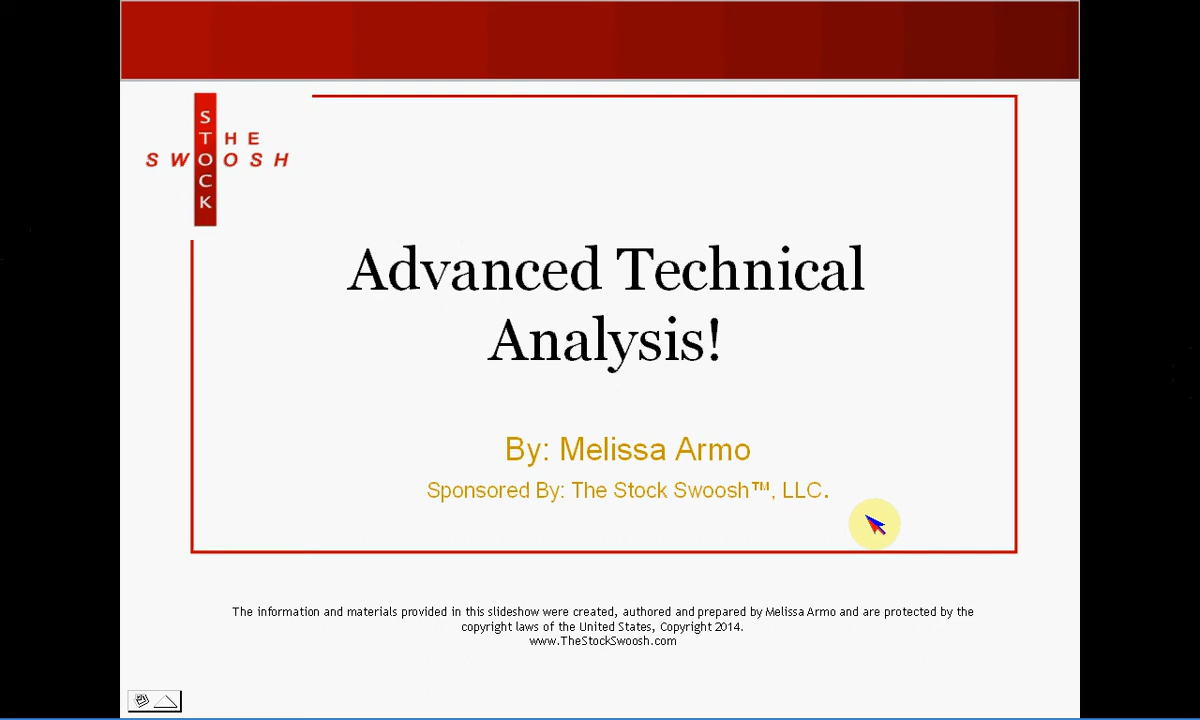 STOCK
THE
SWOOSH
Advanced Technical
Analysis!
By: Melissa Armo
Sponsored By: The Stock Swoosh™, LLC.
The information and materials provided in this slideshow were created, authored and prepared by Melissa Armo and are protected by the
copyright laws of the United States, Copyright 2014.
www.TheStockSwoosh.com